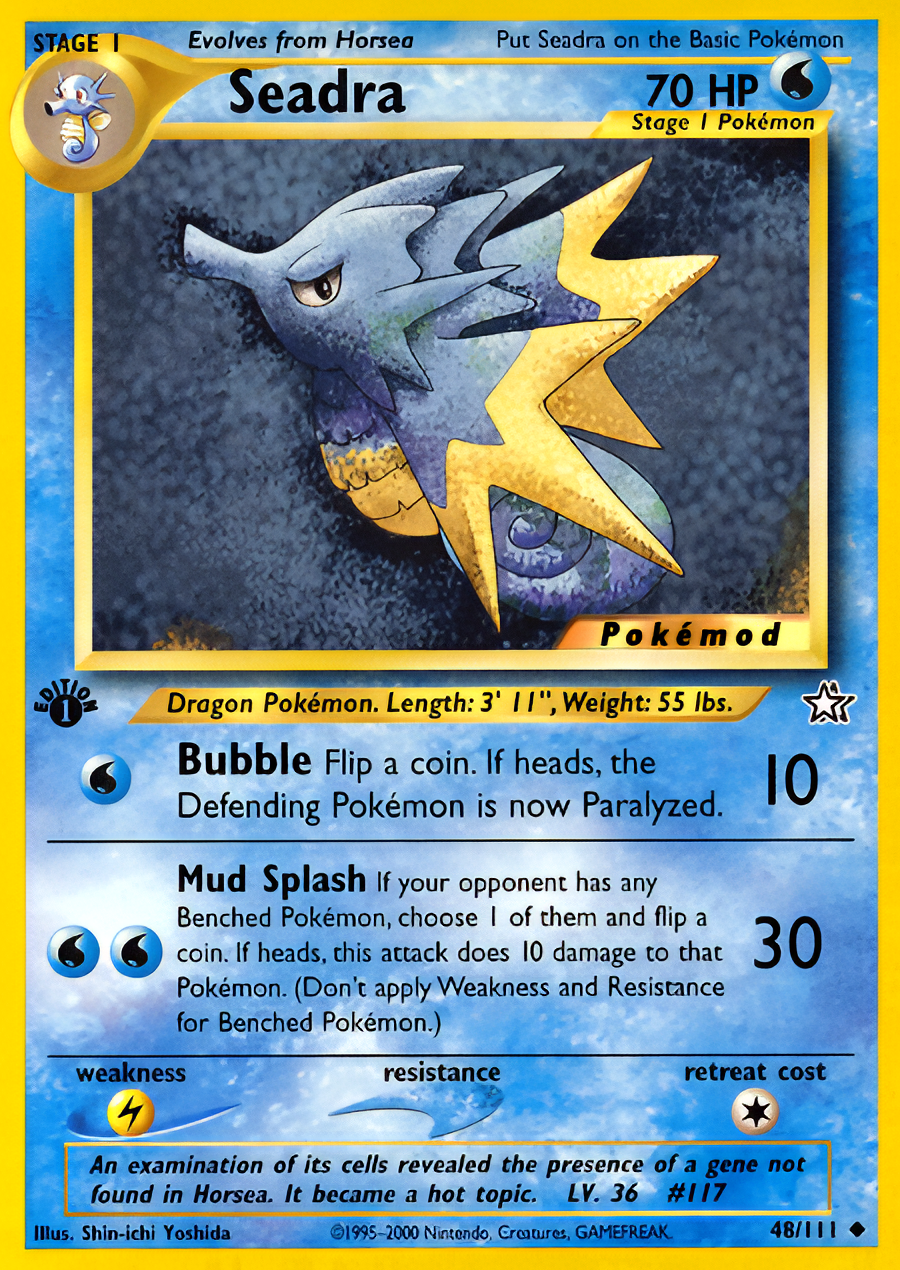 STAGE 1 Evolves from Horsea Put Seadra on the Basic Pokémon
Seadra 70 HP
Stage 1 Pokémon
Pokémod
EDITION
1
Dragon Pokémon. Length: 3' 11", Weight: 55 lbs.
Bubble Flip a coin. If heads, the
Defending Pokémon is now Paralyzed. 10
Mud Splash If your opponent has any
Benched Pokémon, choose 1 of them and flip a
coin. If heads, this attack does 10 damage to that
Pokémon. (Don't apply Weakness and Resistance
for Benched Pokémon.)
30
weakness resistance retreat cost
An examination of its cells revealed the presence of a gene not
found in Horsea. It became a hot topic. LV. 36 #117
Illus. Shin-ichi Yoshida ©1995-2000 Nintendo, Creatures, GAMEFREAK. 48/111